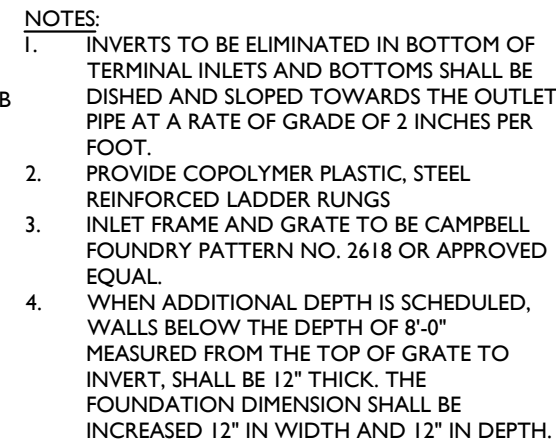 NOTES:
1. INVERTS TO BE ELIMINATED IN BOTTOM OF
TERMINAL INLETS AND BOTTOMS SHALL BE
B DISHED AND SLOPED TOWARDS THE OUTLET
PIPE AT A RATE OF GRADE OF 2 INCHES PER
FOOT.
2. PROVIDE COPOLYMER PLASTIC, STEEL
REINFORCED LADDER RUNGS
3. INLET FRAME AND GRATE TO BE CAMPBELL
FOUNDRY PATTERN NO. 2618 OR APPROVED
EQUAL.
4. WHEN ADDITIONAL DEPTH IS SCHEDULED,
WALLS BELOW THE DEPTH OF 8'-0"
MEASURED FROM THE TOP OF GRATE TO
INVERT, SHALL BE 12" THICK. THE
FOUNDATION DIMENSION SHALL BE
INCREASED 12" IN WIDTH AND 12" IN DEPTH.